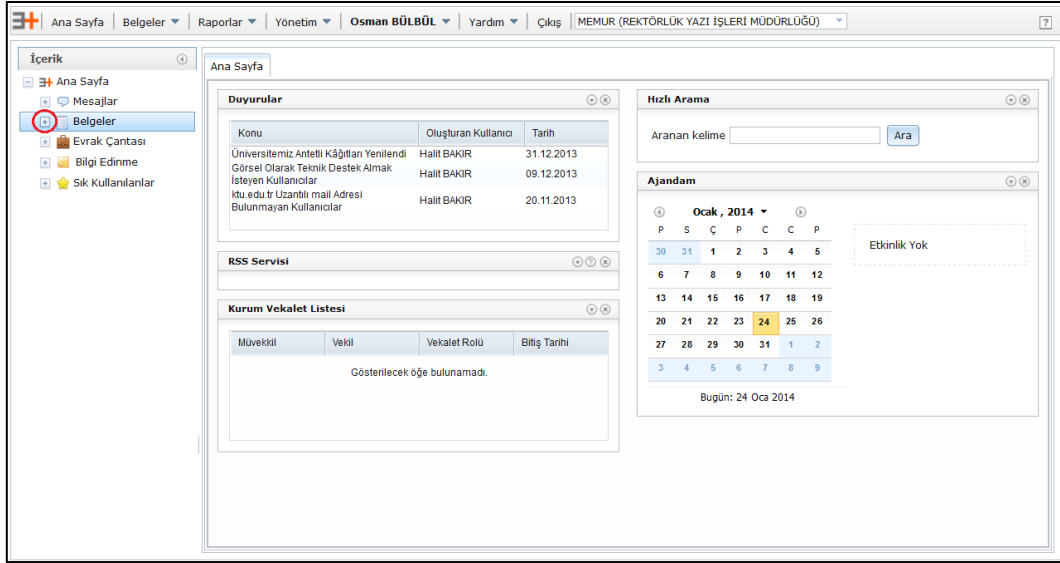 Ana Sayfa Belgeler Raporlar Yönetim Osman BÜLBÜL Yardım Çıkış MEMUR (REKTÖRLÜK YAZI İŞLERİ MÜDÜRLÜĞÜ) ?
İçerik
Ana Sayfa
Mesajlar
Belgeler
Evrak Çantası
Bilgi Edinme
Sık Kullanılanlar
Ana Sayfa
Duyurular
Konu Oluşturan Kullanıcı Tarih
Üniversitemiz Antetli Kâğıtları Yenilendi Halit BAKIR 31.12.2013
Görsel Olarak Teknik Destek Almak
İsteyen Kullanıcılar Halit BAKIR 09.12.2013
ktu.edu.tr Uzantılı mail Adresi
Bulunmayan Kullanıcılar Halit BAKIR 20.11.2013
RSS Servisi
Kurum Vekalet Listesi
Müvekkil Vekil Vekalet Rolü Bitiş Tarihi
Gösterilecek öğe bulunamadı.
Hızlı Arama
Aranan kelime Ara
Ajandam
Ocak , 2014
P S Ç P C C P
30 31 1 2 3 4 5
6 7 8 9 10 11 12
13 14 15 16 17 18 19
20 21 22 23 24 25 26
27 28 29 30 31 1 2
3 4 5 6 7 8 9
Bugün: 24 Oca 2014
Etkinlik Yok